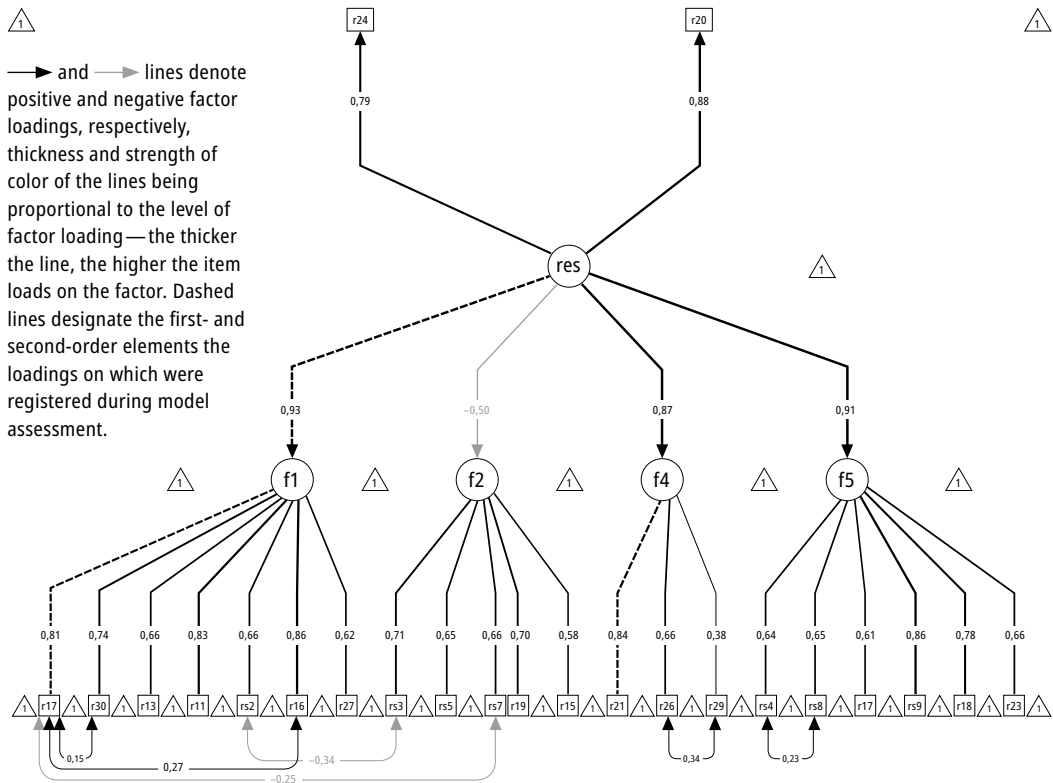 1 r24 r20 1
and lines denote
positive and negative factor
loadings, respectively,
thickness and strength of
color of the lines being
proportional to the level of
factor loading — the thicker
the line, the higher the item
loads on the factor. Dashed
lines designate the first- and
second-order elements the
loadings on which were
registered during model
assessment.
0,79 0,88
res 1
0,93 −0,50 0,87 0,91
1 f1 1 f2 1 f4 1 f5 1
0,81 0,74 0,66 0,83 0,66 0,86 0,62 0,71 0,65 0,66 0,70 0,58 0,84 0,66 0,38 0,64 0,65 0,61 0,86 0,78 0,66
1 r17 1 r30 1 r13 1 r11 1 rs2 1 r16 1 r27 1 rs3 1 rs5 1 rs7 r19 1 r15 1 r21 1 r26 1 r29 1 rs4 1 rs8 1 r17 1 rs9 1 r18 1 r23 1
0,15 −0,34 0,34 0,23
0,27
−0,25